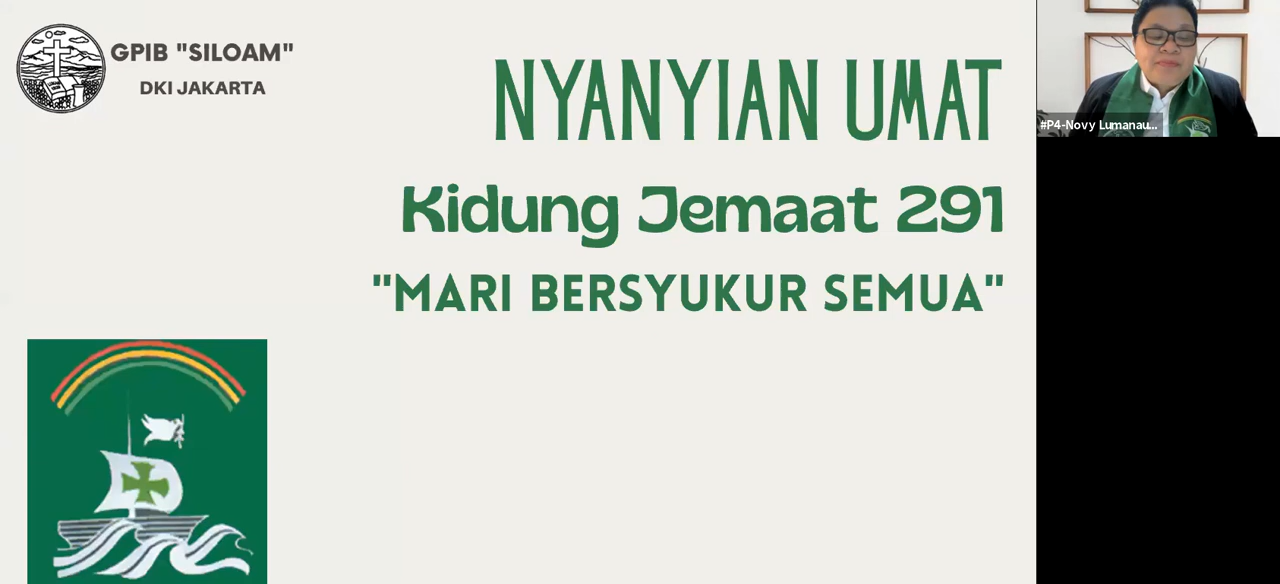 GPIB "SILOAM"
DKI JAKARTA
NYANYIAN UMAT
Kidung Jemaat 291
"MARI BERSYUKUR SEMUA"
#P4-Novy Lumanau...